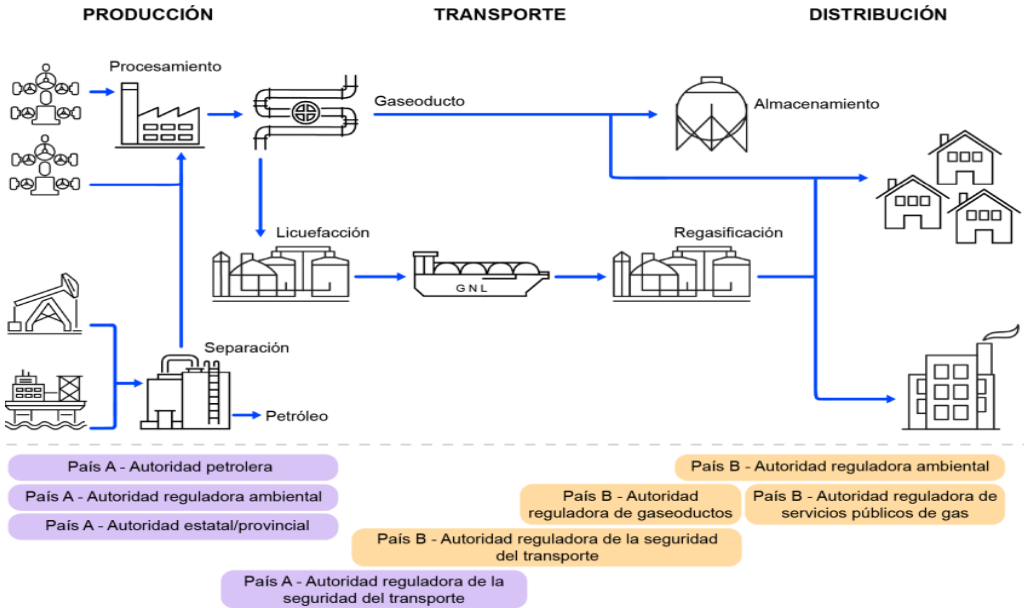 PRODUCCIÓN
TRANSPORTE
DISTRIBUCIÓN
Procesamiento
Gaseoducto
Almacenamiento
Licuefacción
Regasificación
GNL
Separación
Petróleo
País A - Autoridad petrolera
País B - Autoridad reguladora ambiental
País A - Autoridad reguladora ambiental
País B - Autoridad
reguladora de gaseoductos
País B - Autoridad reguladora de
servicios públicos de gas
País A - Autoridad estatal/provincial
País B - Autoridad reguladora de la seguridad
del transporte
País A - Autoridad reguladora de la
seguridad del transporte